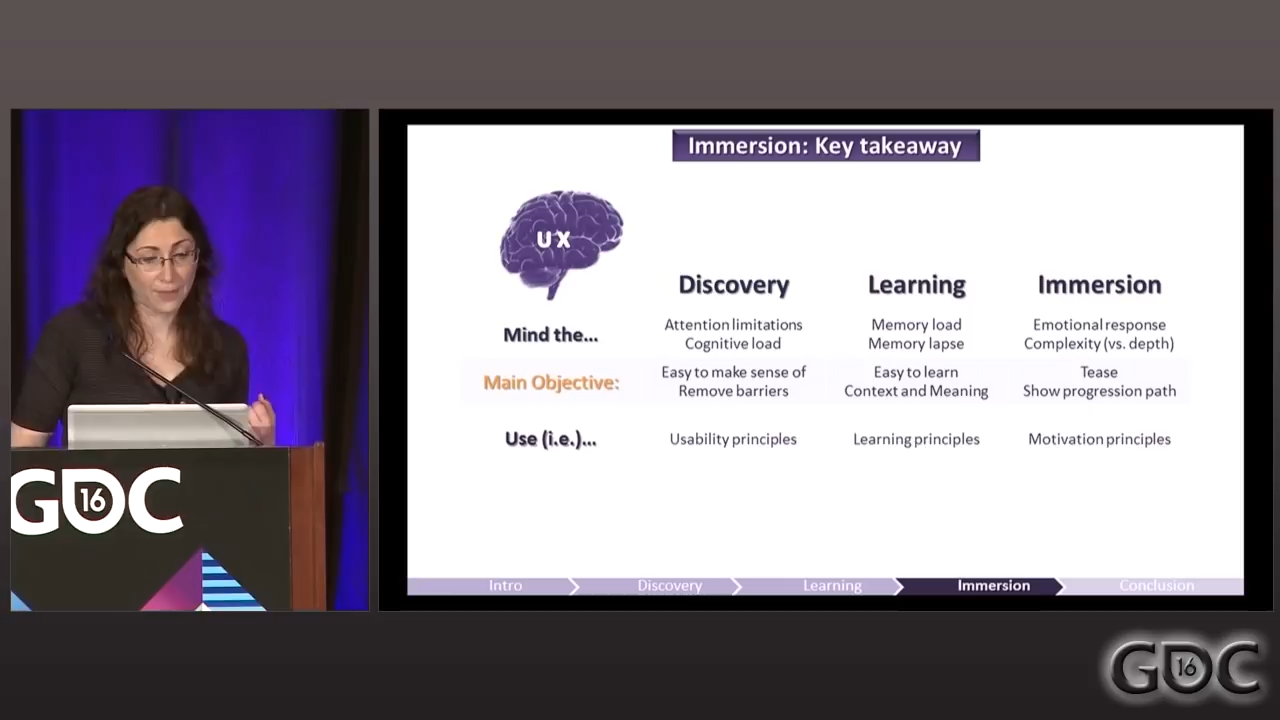 Immersion: Key takeaway
UX
Discovery
Learning
Immersion
Mind the...
Attention limitations
Cognitive load
Memory load
Memory lapse
Emotional response
Complexity (vs. depth)
Main Objective:
Easy to make sense of
Remove barriers
Easy to learn
Context and Meaning
Tease
Show progression path
Use (i.e.)...
Usability principles
Learning principles
Motivation principles
Intro
Discovery
Learning
Immersion
Conclusion
GDC
16
GDC
16